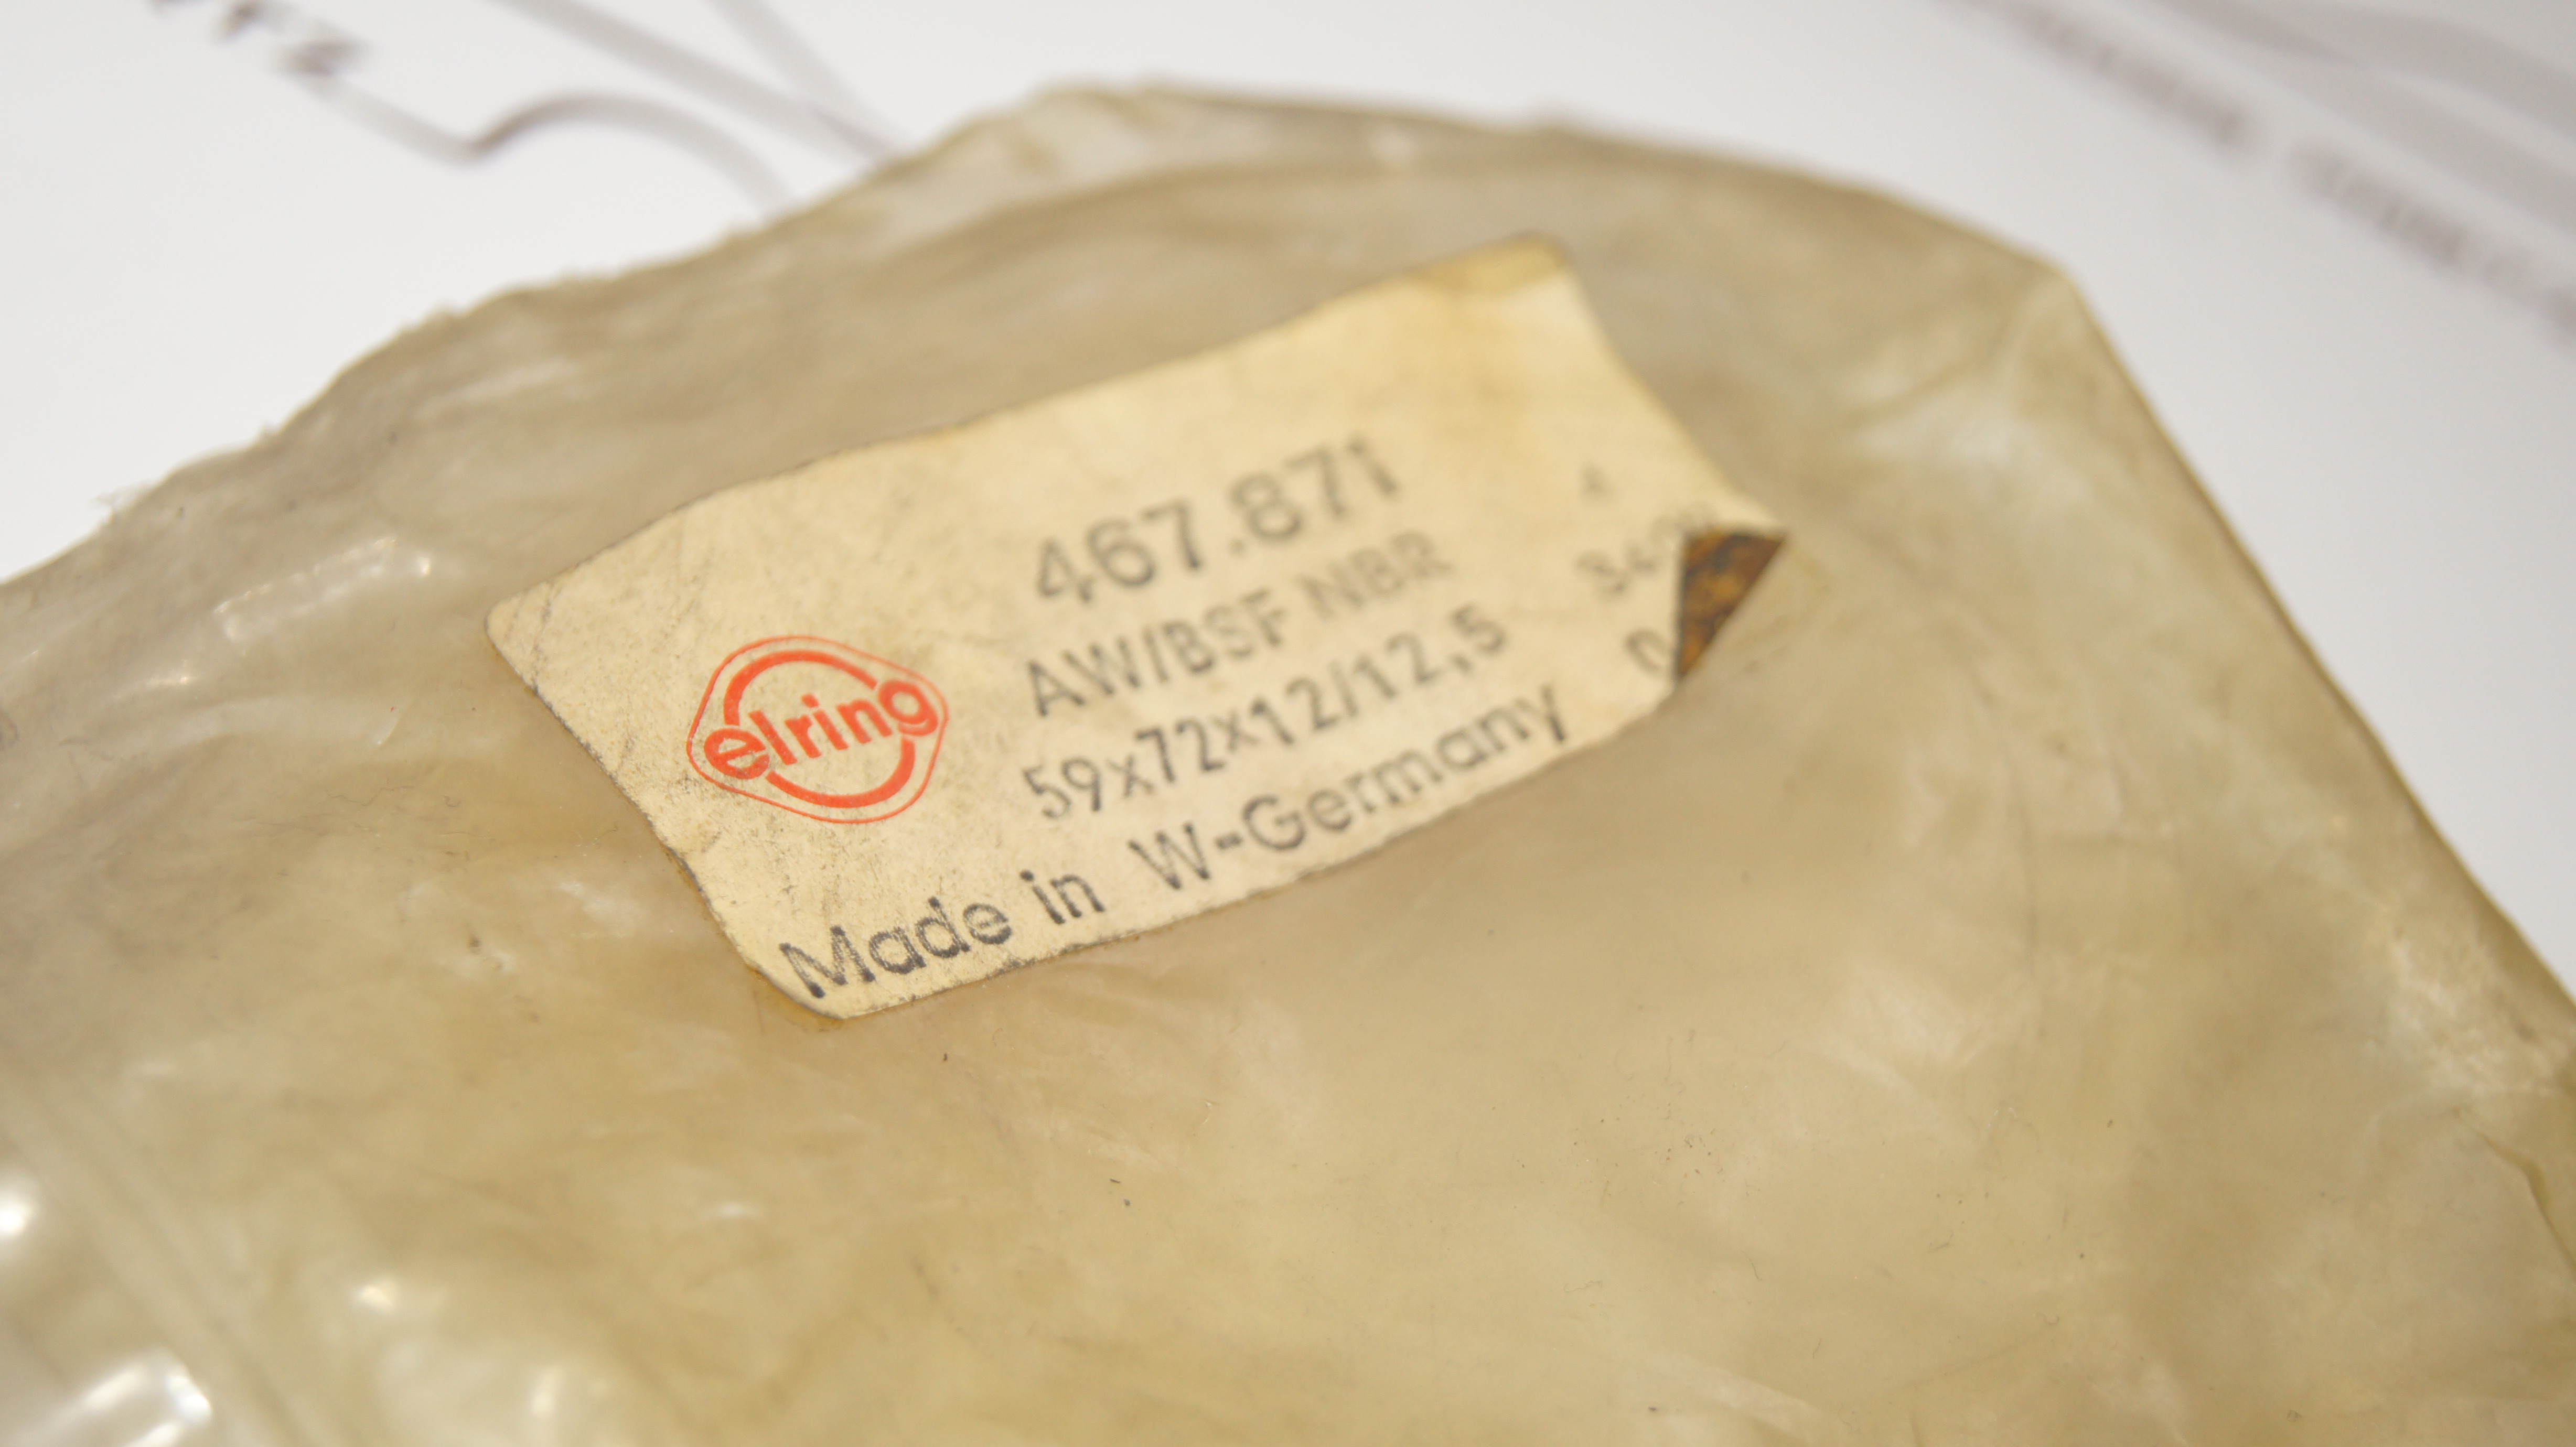 467.871
AW/BSF NBR
59x72x12/12,5
elring
Made in W-Germany